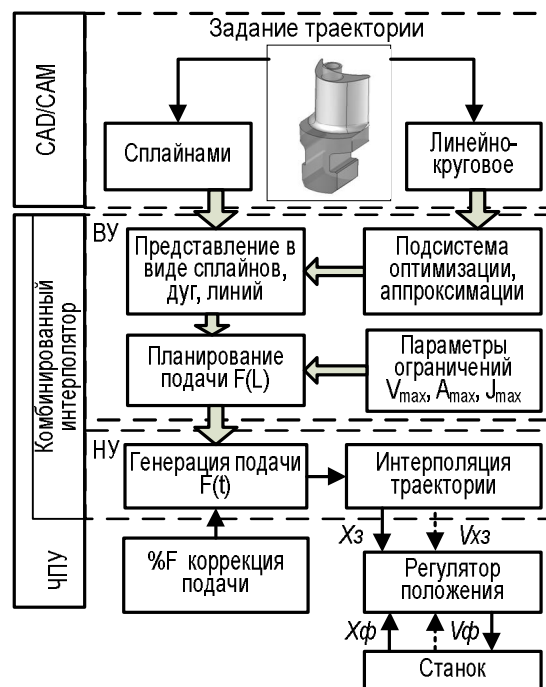 Задание траектории
CAD/CAM
Сплайнами
Линейно-
круговое
ВУ
Представление в
виде сплайнов,
дуг, линий
Подсистема
оптимизации,
аппроксимации
Комбинированный
интерполятор
Планирование
подачи F(L)
Параметры
ограничений
Vmax, Amax, Jmax
НУ
Генерация подачи
F(t)
Интерполяция
траектории
ЧПУ
Xз
Vxз
%F коррекция
подачи
Регулятор
положения
Xф
Vф
Станок